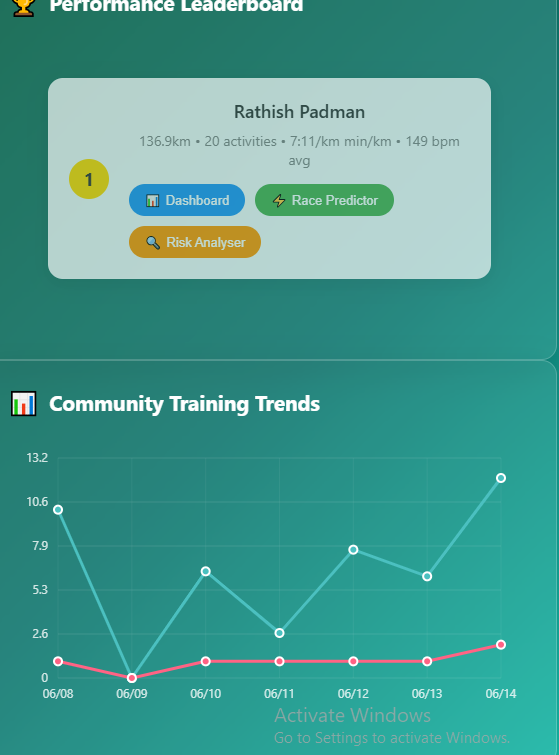 Performance Leaderboard
Rathish Padman
136.9km • 20 activities • 7:11/km min/km • 149 bpm
avg
1
Dashboard
Race Predictor
Risk Analyser
Community Training Trends
13.2
10.6
7.9
5.3
2.6
0
06/08 06/09 06/10 06/11 06/12 06/13 06/14
Activate Windows
Go to Settings to activate Windows.